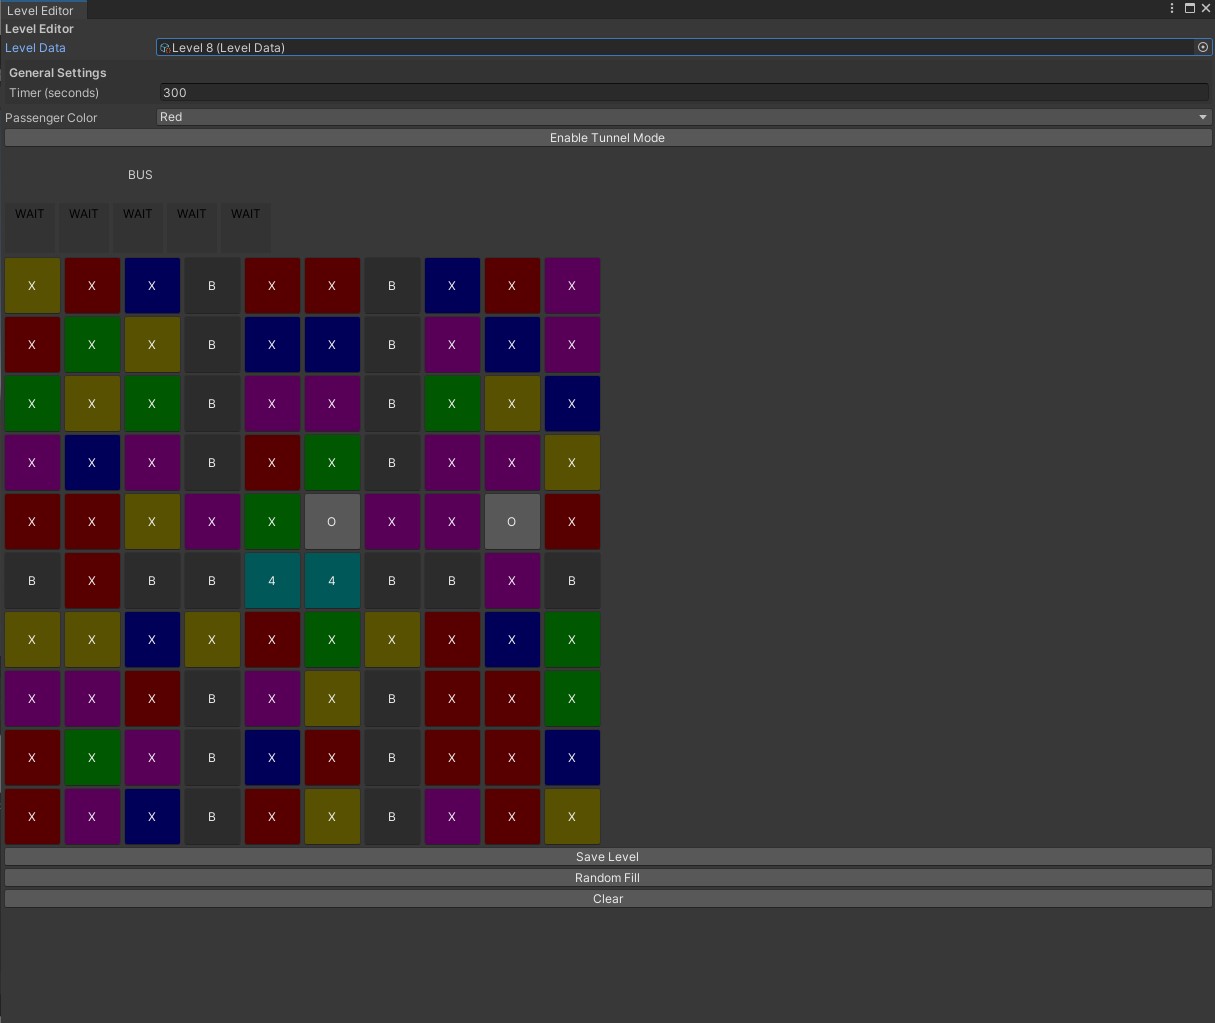 Level Editor
Level Editor
Level Data Level 8 (Level Data)
General Settings
Timer (seconds) 300
Passenger Color Red
Enable Tunnel Mode
BUS
WAIT WAIT WAIT WAIT WAIT
X X X B X X B X X X
X X X B X X B X X X
X X X B X X B X X X
X X X B X X B X X X
X X X X X O X X O X
B X B B 4 4 B B X B
X X X X X X X X X X
X X X B X X B X X X
X X X B X X B X X X
X X X B X X B X X X
Save Level
Random Fill
Clear